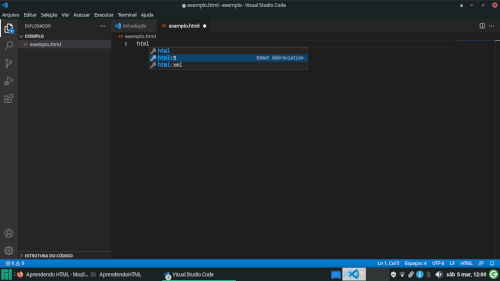 exemplo.html - exemplo - Visual Studio Code
Arquivo Editar Seleção Ver Acessar Executar Terminal Ajuda
EXPLORADOR
Introdução
exemplo.html
EXEMPLO
exemplo.html
exemplo.html
1 html
html
html:5 Emmet Abbreviation
html:xml
ESTRUTURA DO CÓDIGO
0 0
Ln 1, Col 5 Espaços: 4 UTF-8 LF HTML
Aprendendo HTML - Mozil...
AprendendoHTML
Visual Studio Code
sáb 5 mar, 12:09